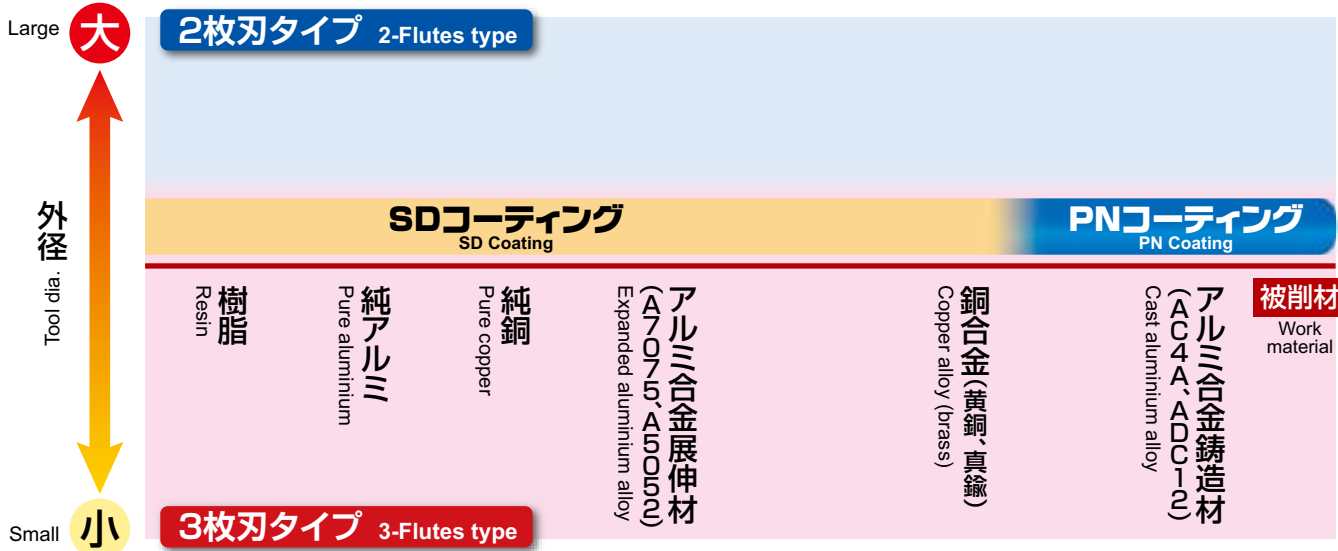 Large 大
2枚刃タイプ 2-Flutes type
外径
Tool dia.
SDコーティング
SD Coating
PNコーティング
PN Coating
樹脂
Resin
純アルミ
Pure aluminium
純銅
Pure copper
アルミ合金展伸材
(A7075、A5052)
Expanded aluminium alloy
銅合金(黄銅、真鍮)
Copper alloy (brass)
アルミ合金鋳造材
(AC4A、ADC12)
Cast aluminium alloy
被削材
Work
material
Small 小
3枚刃タイプ 3-Flutes type